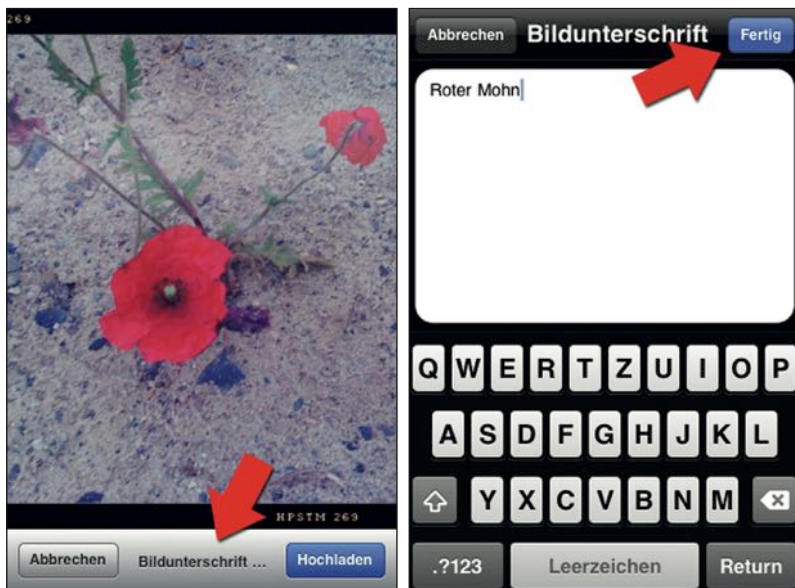 269
HPSTM 269
Abbrechen Bildunterschrift ... Hochladen
Abbrechen Bildunterschrift Fertig
Roter Mohn
Q W E R T Z U I O P
A S D F G H J K L
Y X C V B N M
.?123 Leerzeichen Return